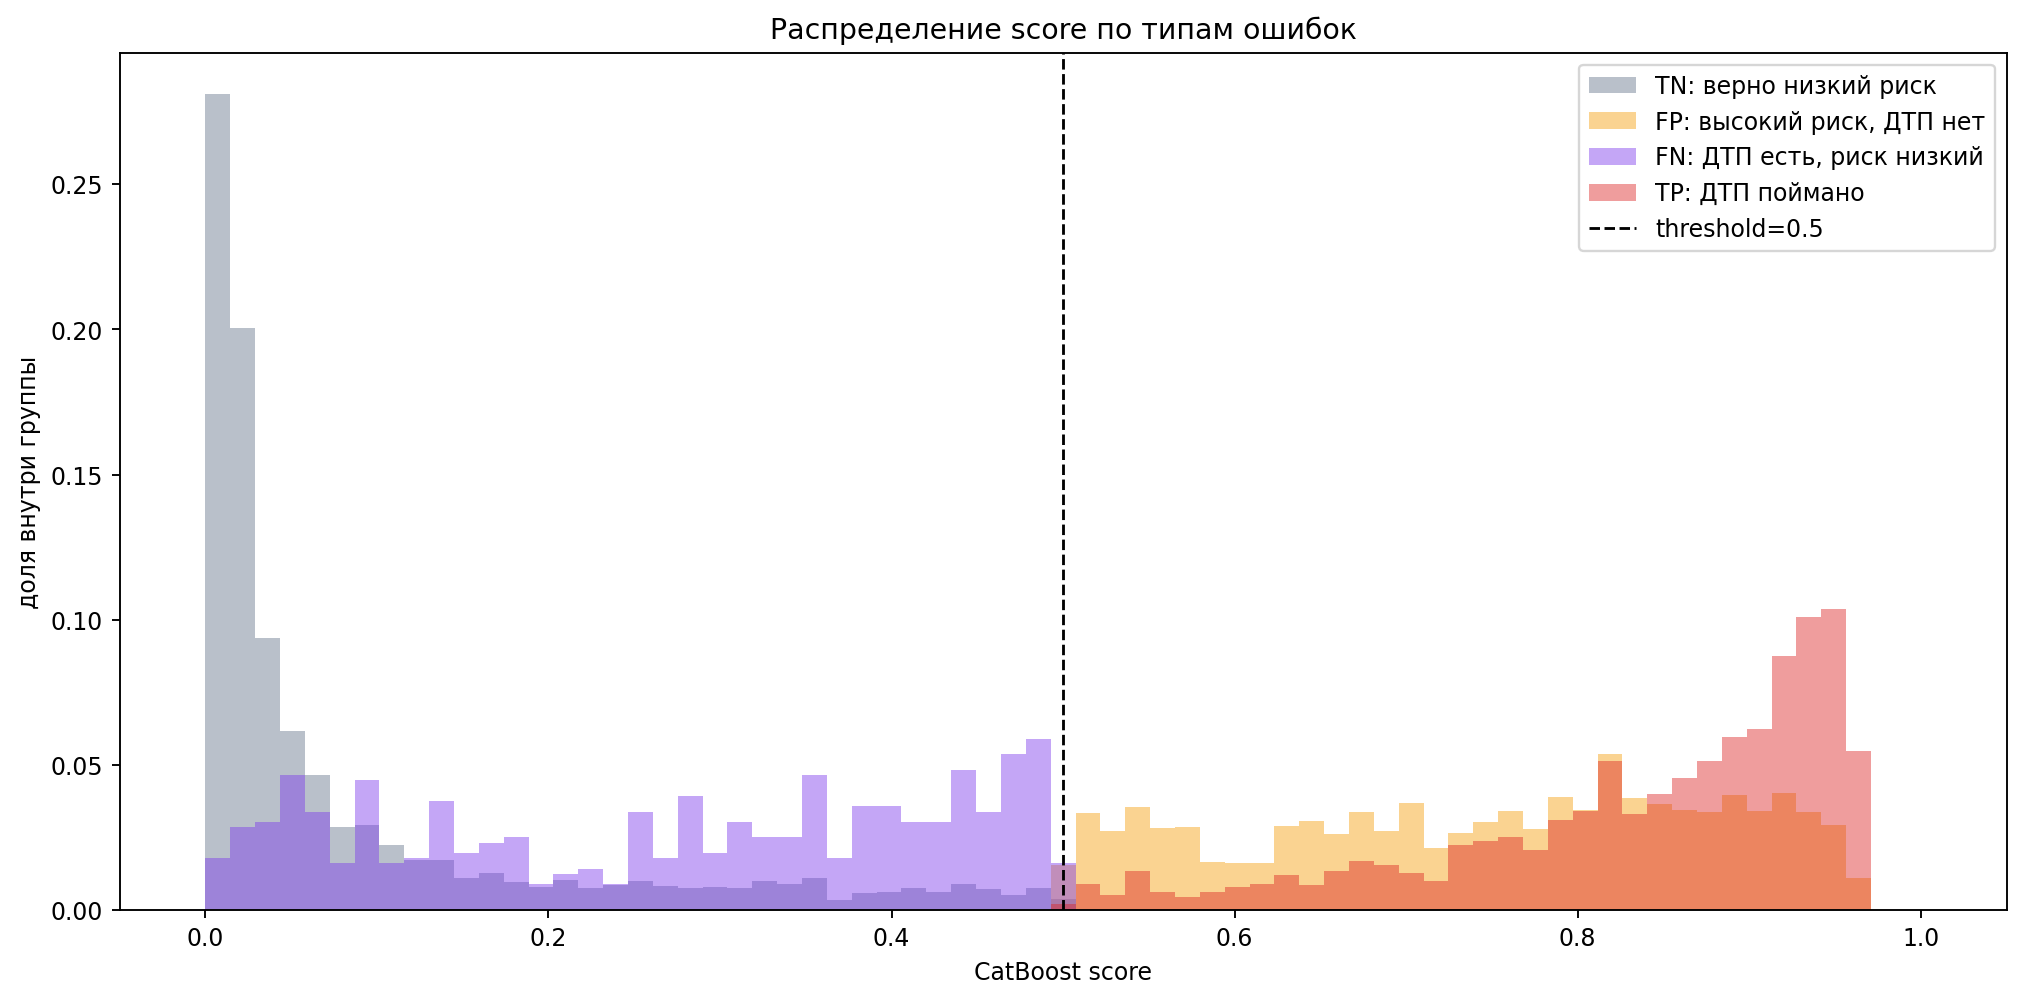 Распределение score по типам ошибок
TN: верно низкий риск
FP: высокий риск, ДТП нет
FN: ДТП есть, риск низкий
TP: ДТП поймано
threshold=0.5
доля внутри группы
0.25
0.20
0.15
0.10
0.05
0.00
0.0 0.2 0.4 0.6 0.8 1.0
CatBoost score